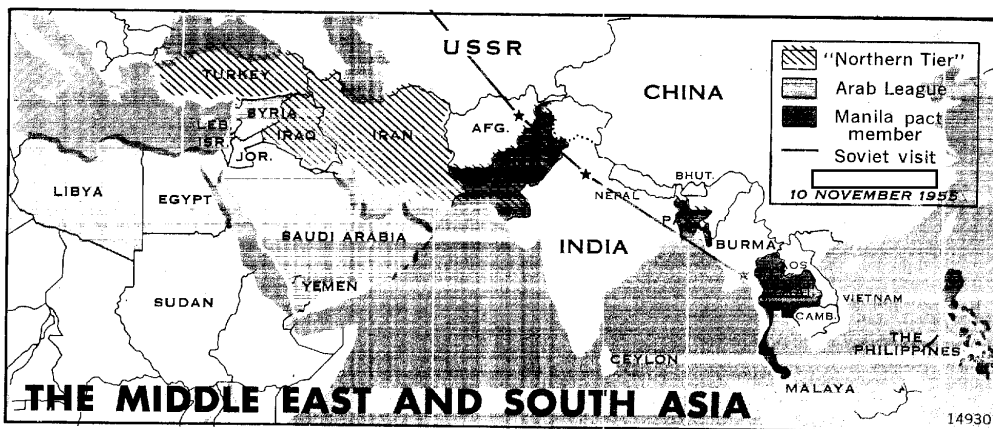 USSR
CHINA
TURKEY
SYRIA
LEB.
ISR.
IRAQ
JOR.
IRAN
AFG.
LIBYA
EGYPT
SAUDI ARABIA
YEMEN
SUDAN
NEPAL
BHUT.
INDIA
BURMA
CAMB.
VIETNAM
CEYLON
THE
PHILIPPINES
MALAYA
"Northern Tier"
Arab League
Manila pact
member
Soviet visit
10 NOVEMBER 1955
THE MIDDLE EAST AND SOUTH ASIA
14930